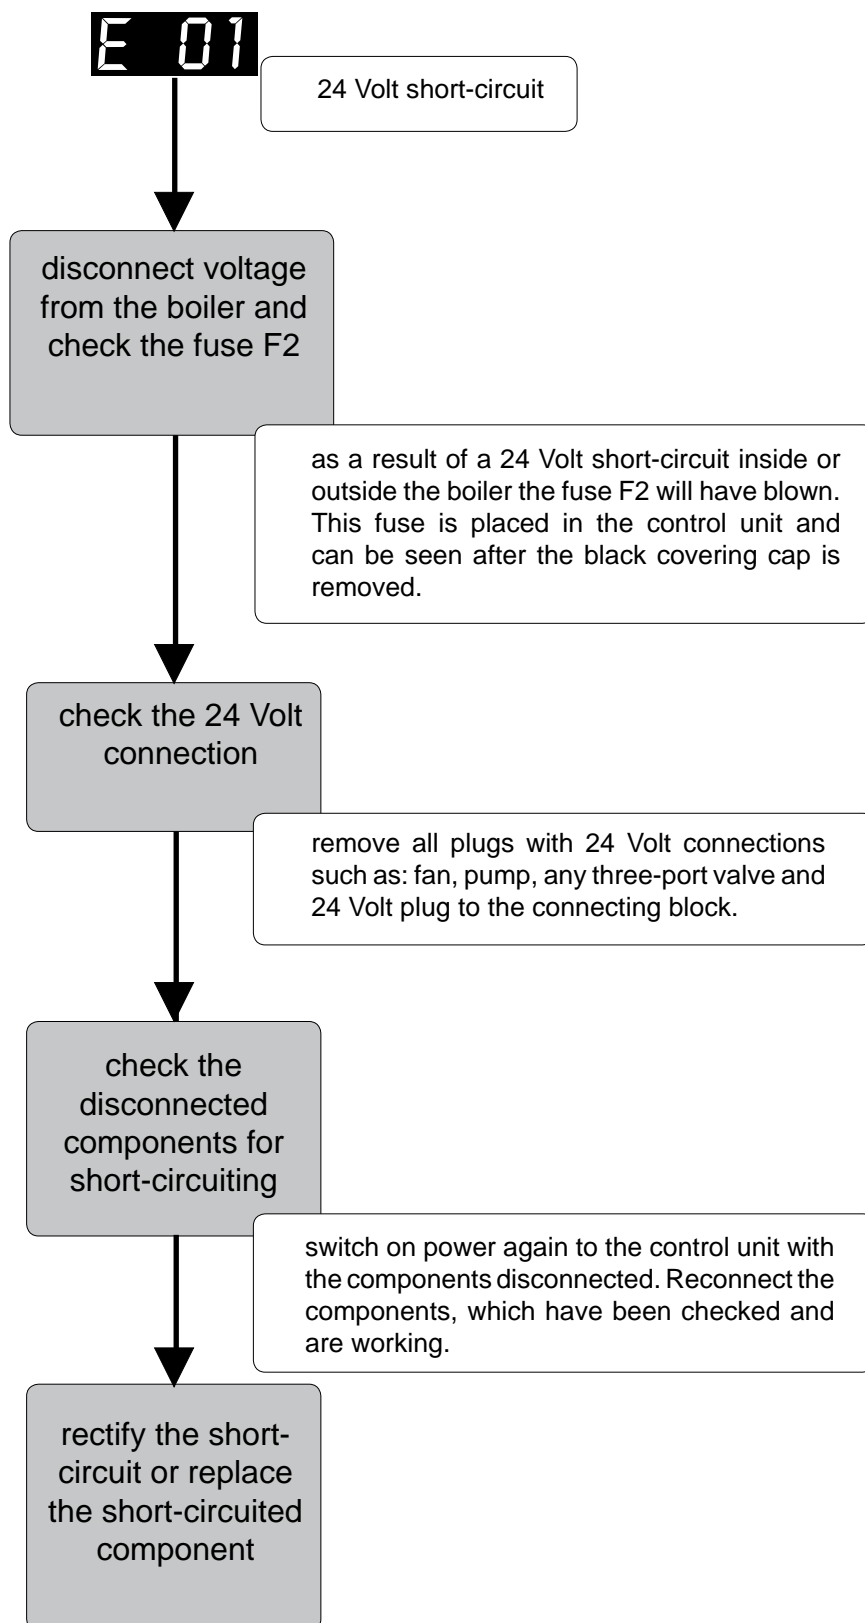 E 01
24 Volt short-circuit
disconnect voltage
from the boiler and
check the fuse F2
as a result of a 24 Volt short-circuit inside or
outside the boiler the fuse F2 will have blown.
This fuse is placed in the control unit and
can be seen after the black covering cap is
removed.
check the 24 Volt
connection
remove all plugs with 24 Volt connections
such as: fan, pump, any three-port valve and
24 Volt plug to the connecting block.
check the
disconnected
components for
short-circuiting
switch on power again to the control unit with
the components disconnected. Reconnect the
components, which have been checked and
are working.
rectify the short-
circuit or replace
the short-circuited
component